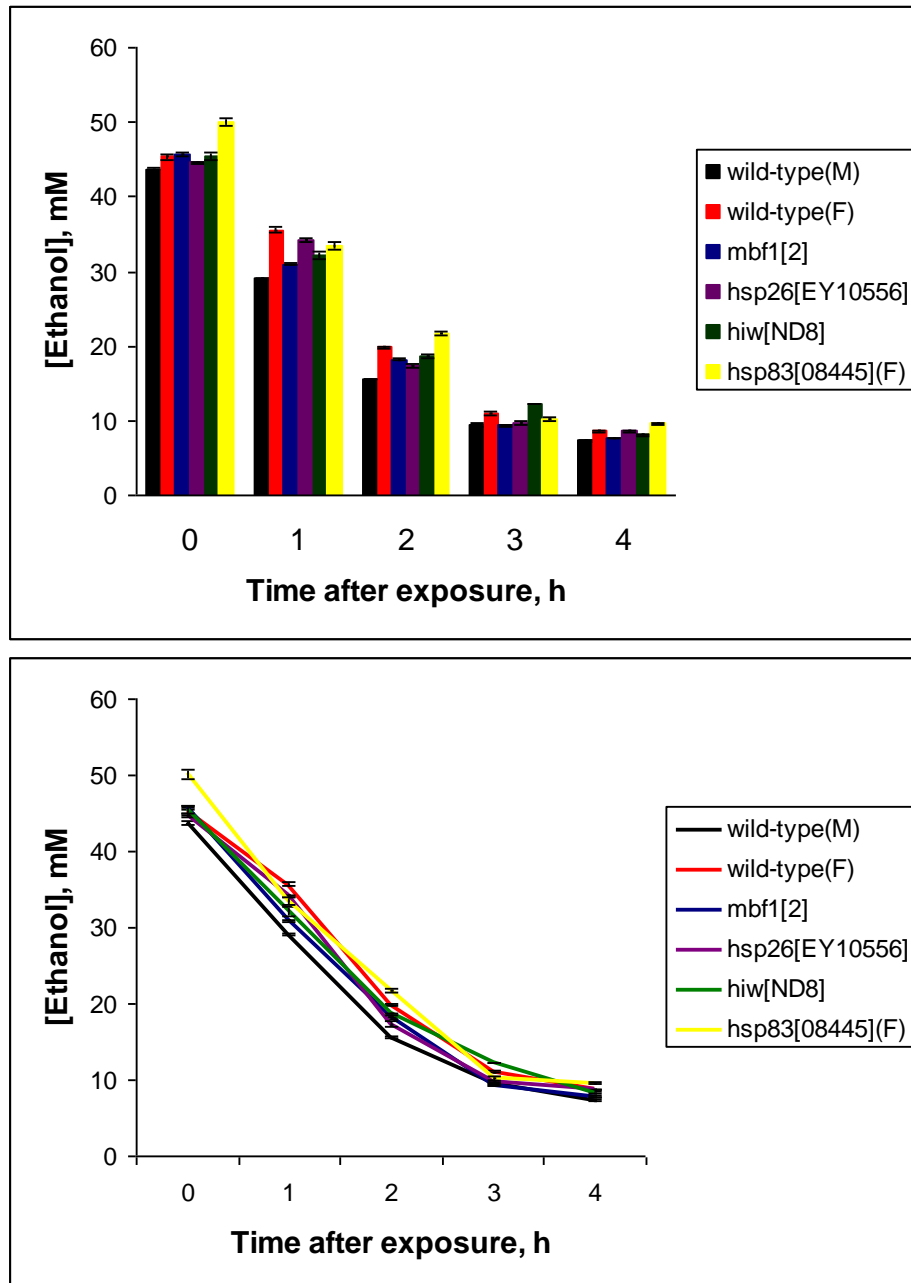 60
50
40
30
20
10
0
[Ethanol], mM
0 1 2 3 4
Time after exposure, h
wild-type(M)
wild-type(F)
mbf1[2]
hsp26[EY10556]
hiw[ND8]
hsp83[08445](F)
60
50
40
30
20
10
0
[Ethanol], mM
0 1 2 3 4
Time after exposure, h
wild-type(M)
wild-type(F)
mbf1[2]
hsp26[EY10556]
hiw[ND8]
hsp83[08445](F)